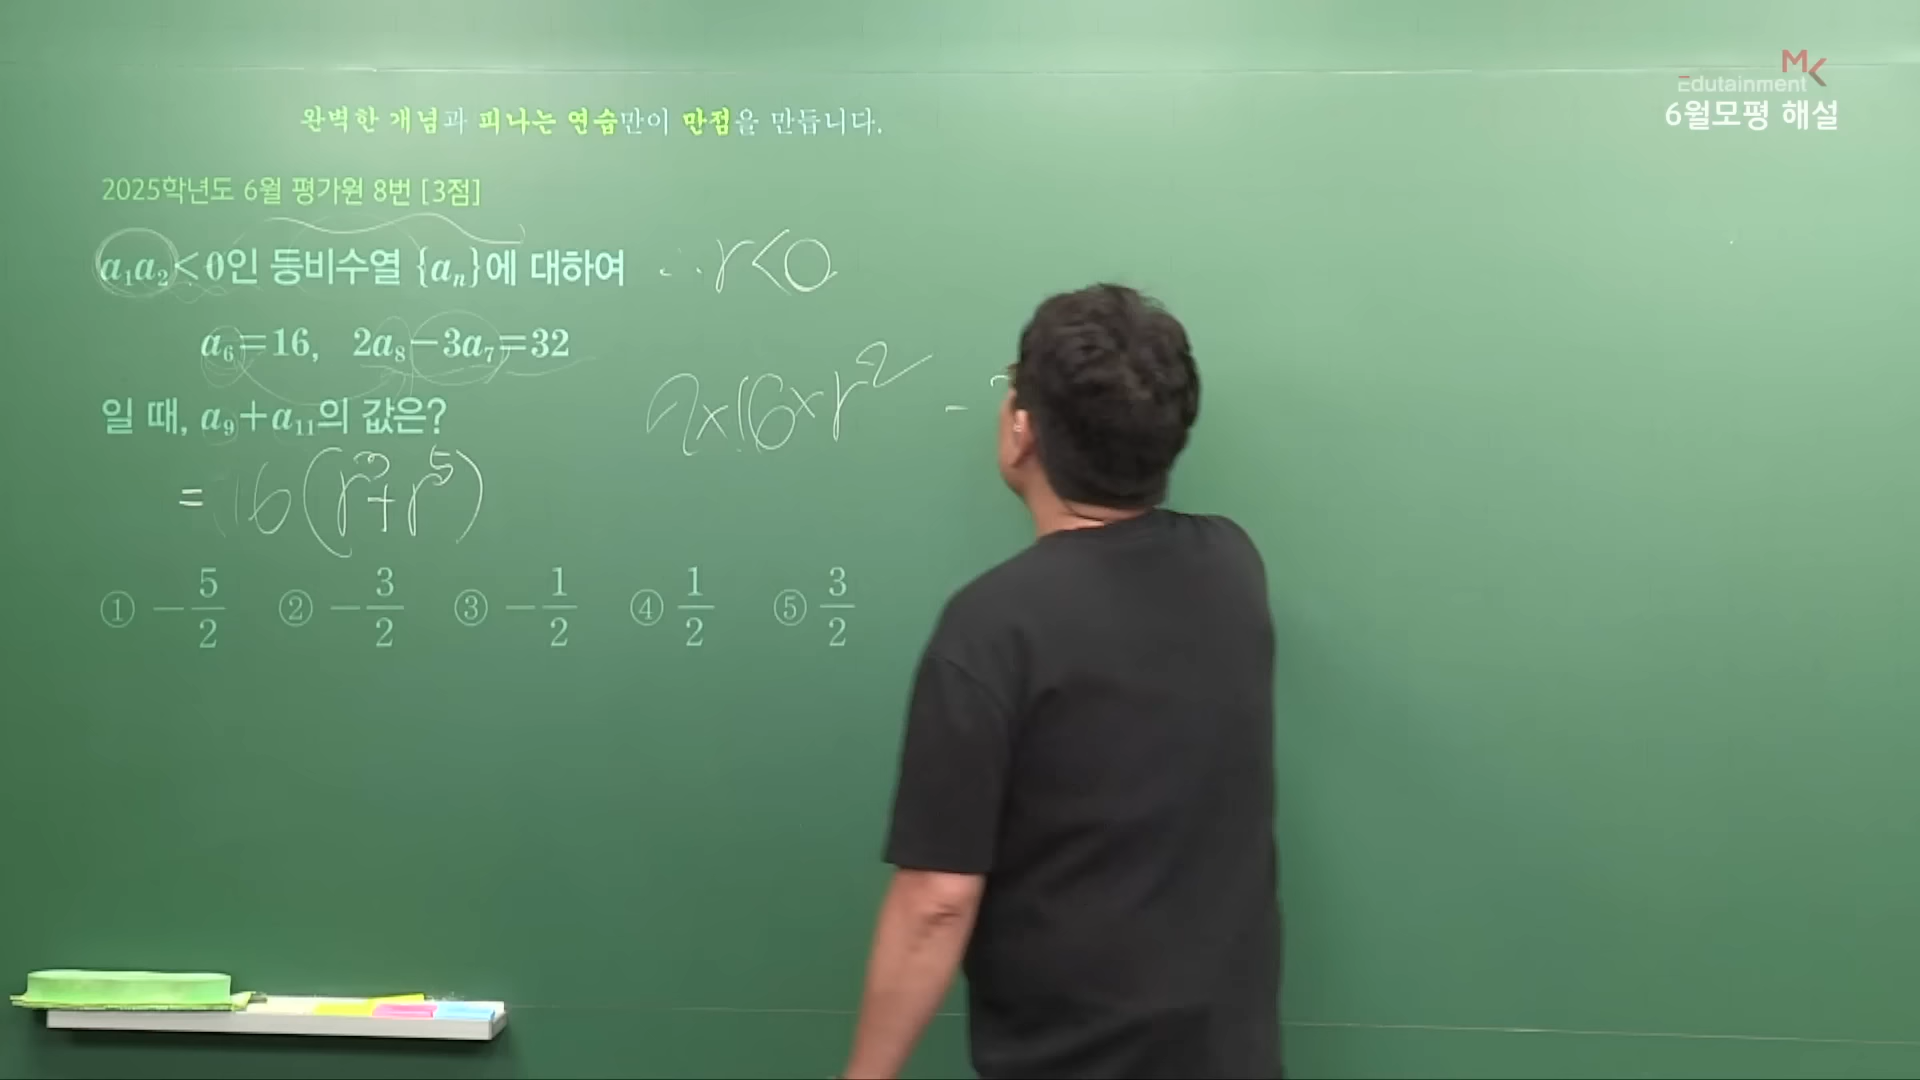 MK
Edutainment
6월모평 해설
완벽한 개념과 피나는 연습만이 만점을 만듭니다.
2025학년도 6월 평가원 8번 [3점]
a₁a₂<0인 등비수열 {aₙ}에 대하여 ∴ r<0
a₆=16, 2a₈−3a₇=32
2×16×r² −
일 때, a₉+a₁₁의 값은?
= 16(r³+r⁵)
① −5/2 ② −3/2 ③ −1/2 ④ 1/2 ⑤ 3/2